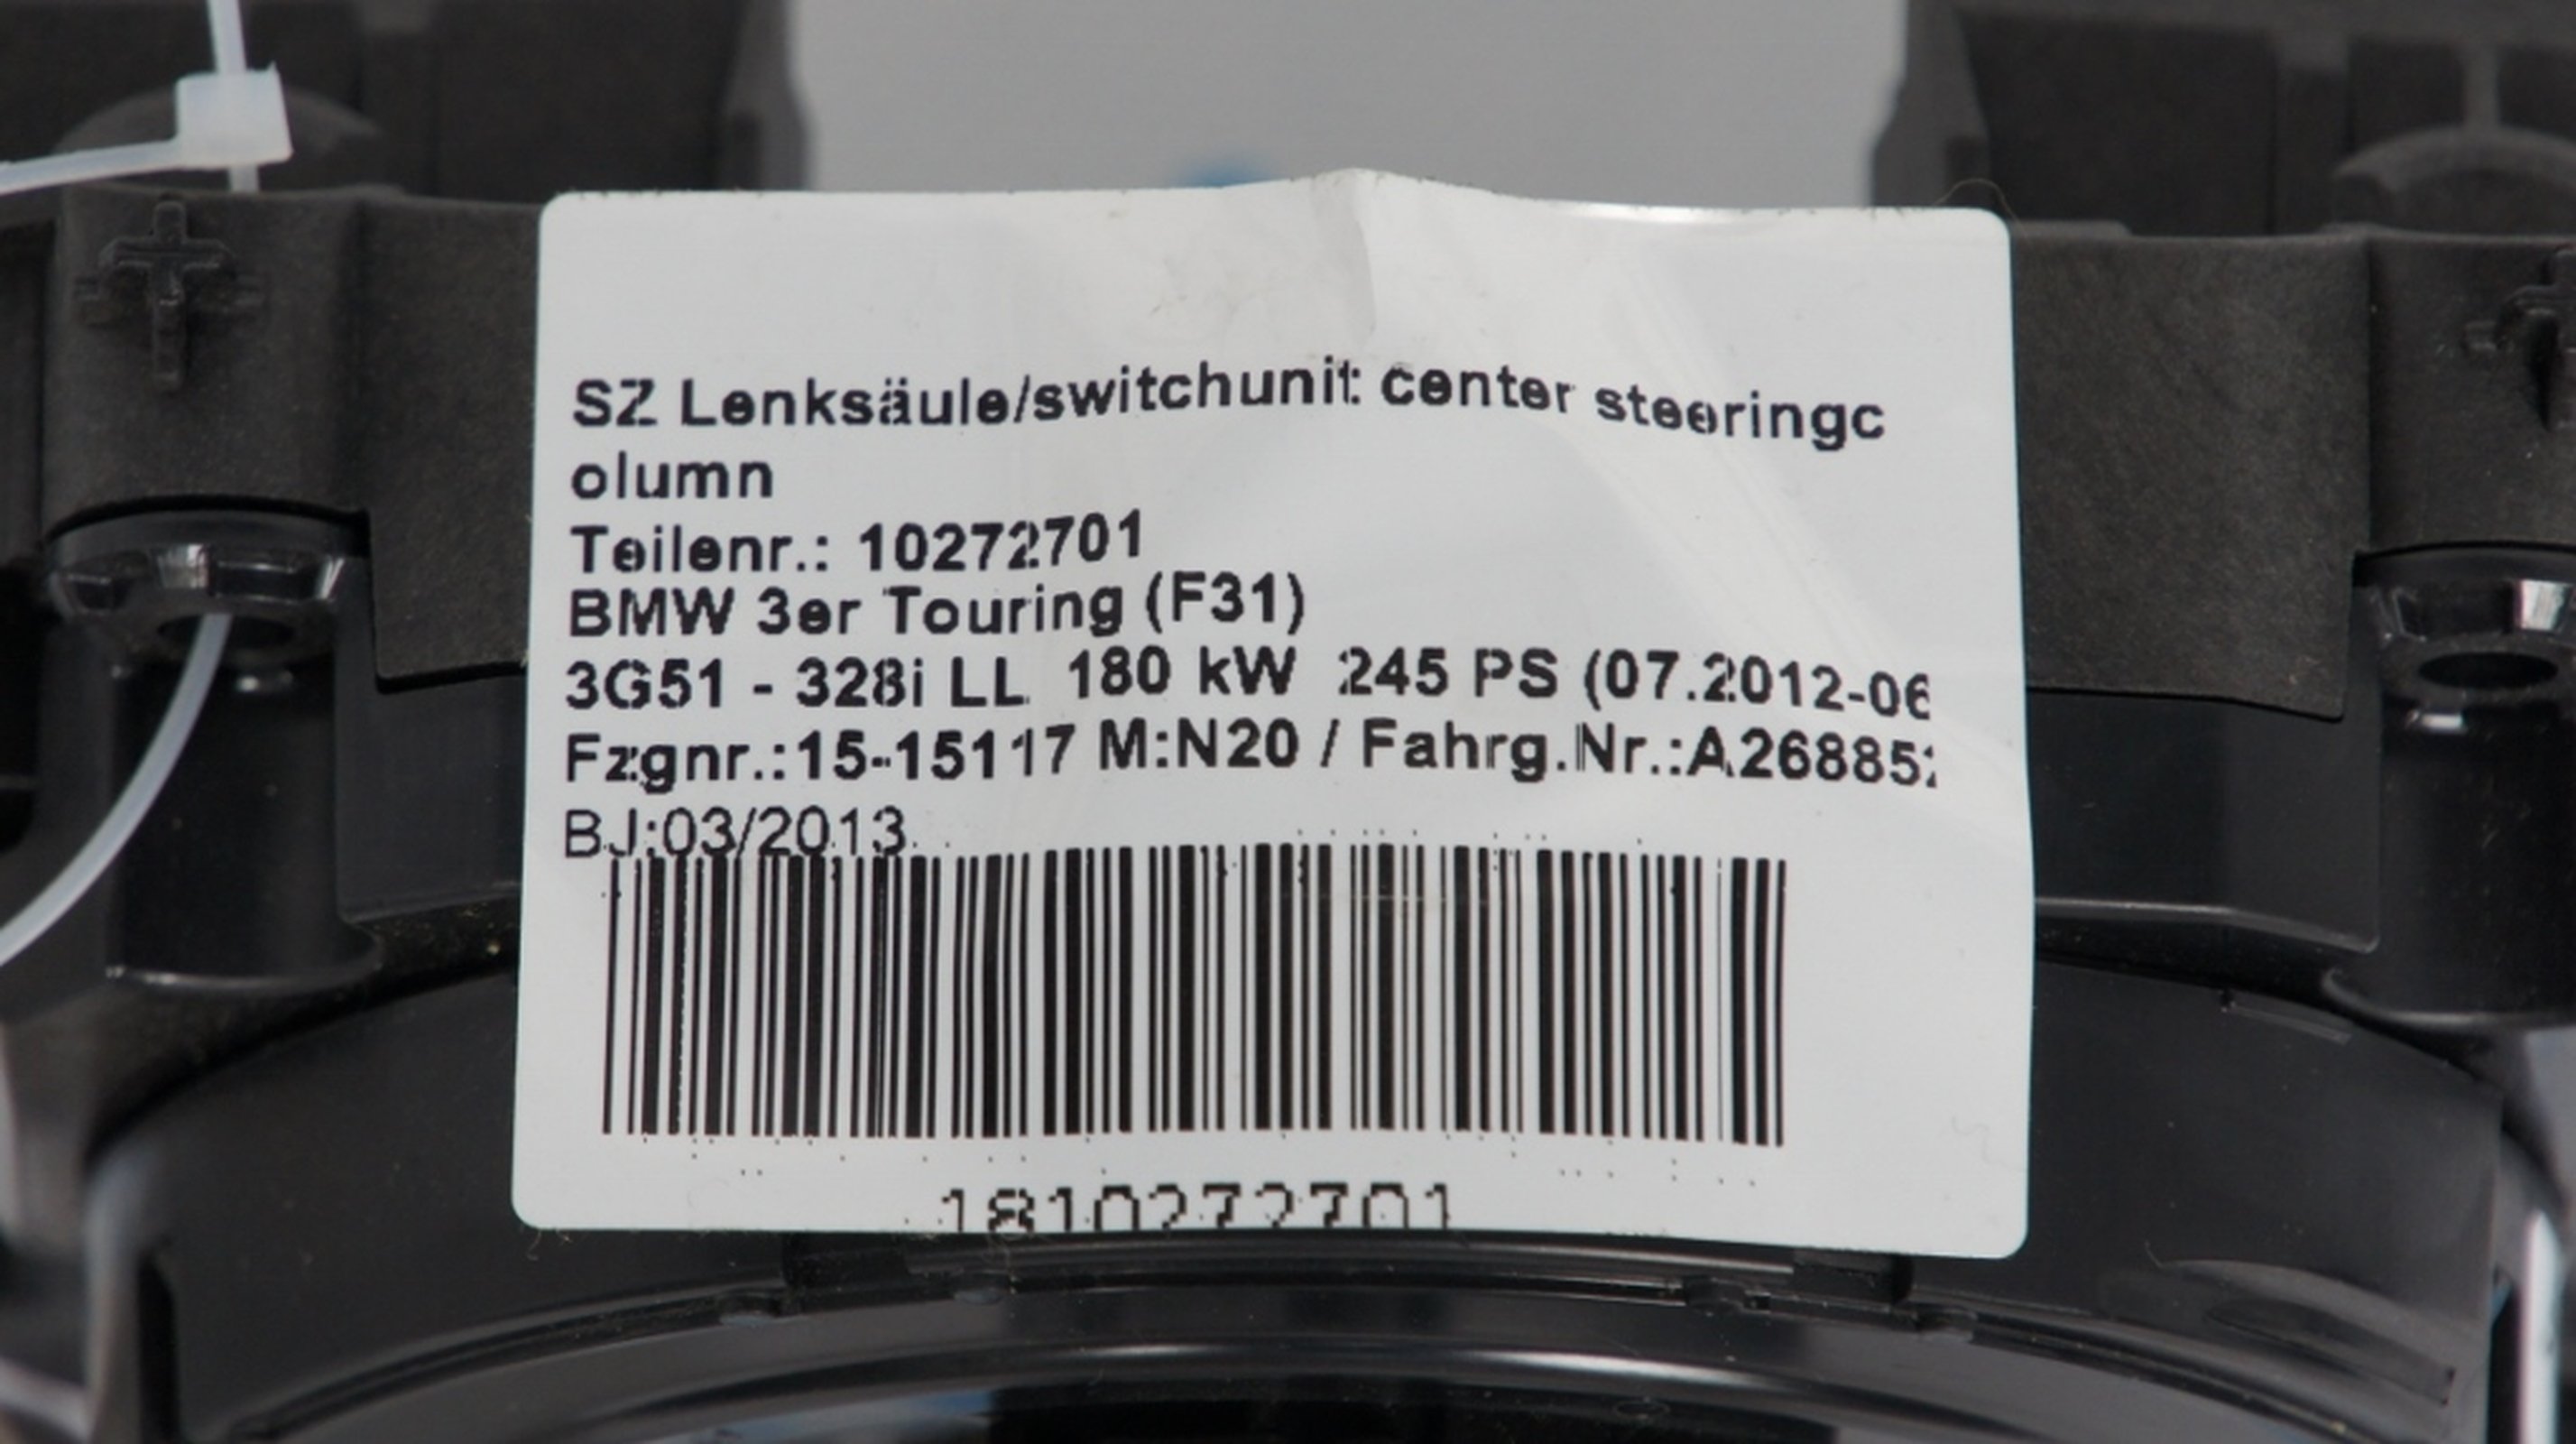 SZ Lenksäule/switchunit center steeringc
olumn
Teilenr.: 10272701
BMW 3er Touring (F31)
3G51 - 328i LL 180 kW 245 PS (07.2012-06
Fzgnr.:15-15117 M:N20 / Fahrg.Nr.:A26885
BJ:03/2013
1810272701